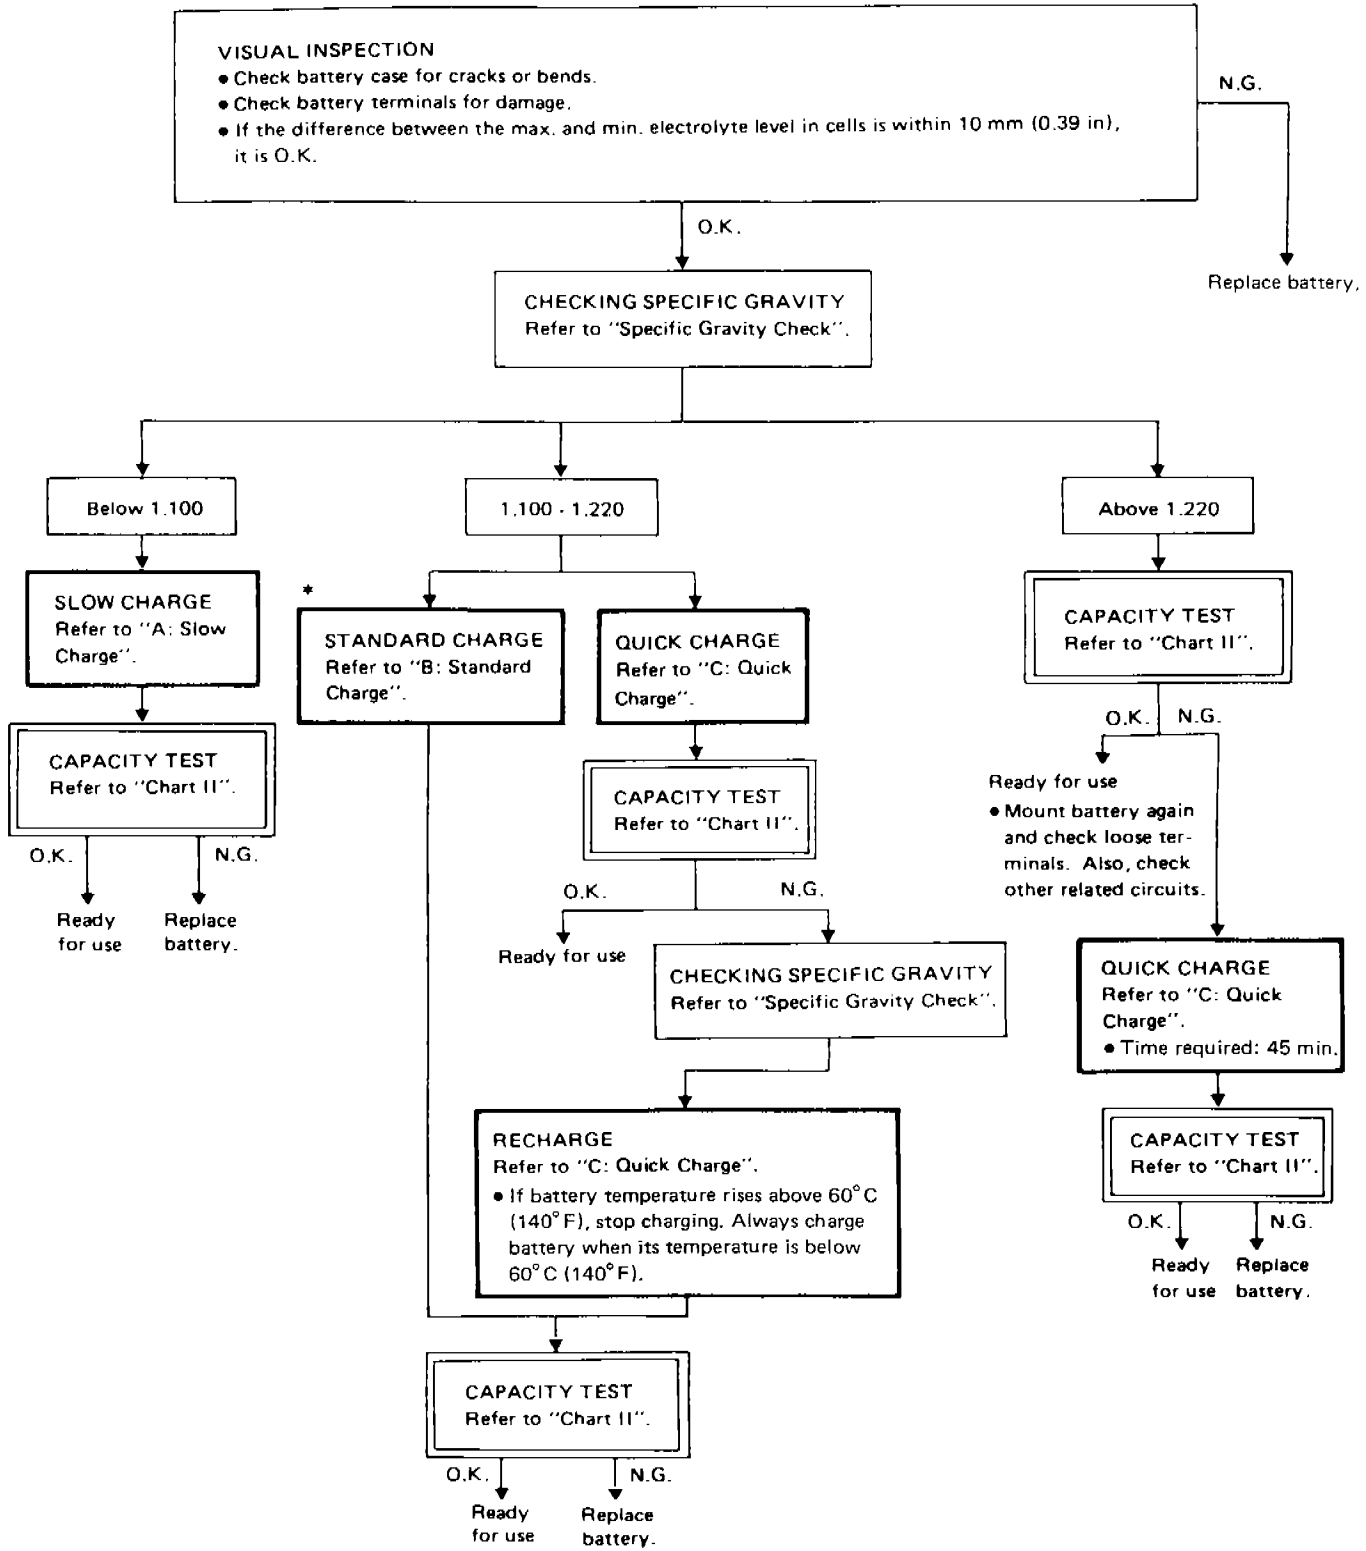 VISUAL INSPECTION
• Check battery case for cracks or bends.
• Check battery terminals for damage.
• If the difference between the max. and min. electrolyte level in cells is within 10 mm (0.39 in),
it is O.K.
N.G.
Replace battery.
O.K.
CHECKING SPECIFIC GRAVITY
Refer to "Specific Gravity Check".
Below 1.100
1.100 - 1.220
Above 1.220
SLOW CHARGE
Refer to "A: Slow
Charge".
*
STANDARD CHARGE
Refer to "B: Standard
Charge".
QUICK CHARGE
Refer to "C: Quick
Charge".
CAPACITY TEST
Refer to "Chart II".
O.K.
N.G.
Ready for use
• Mount battery again
and check loose ter-
minals. Also, check
other related circuits.
CAPACITY TEST
Refer to "Chart II".
O.K.
N.G.
Ready
for use
Replace
battery.
CAPACITY TEST
Refer to "Chart II".
O.K.
N.G.
Ready for use
CHECKING SPECIFIC GRAVITY
Refer to "Specific Gravity Check".
QUICK CHARGE
Refer to "C: Quick
Charge".
• Time required: 45 min.
RECHARGE
Refer to "C: Quick Charge".
• If battery temperature rises above 60°C
(140°F), stop charging. Always charge
battery when its temperature is below
60°C (140°F).
CAPACITY TEST
Refer to "Chart II".
O.K.
N.G.
Ready
for use
Replace
battery.
CAPACITY TEST
Refer to "Chart II".
O.K.
N.G.
Ready
for use
Replace
battery.